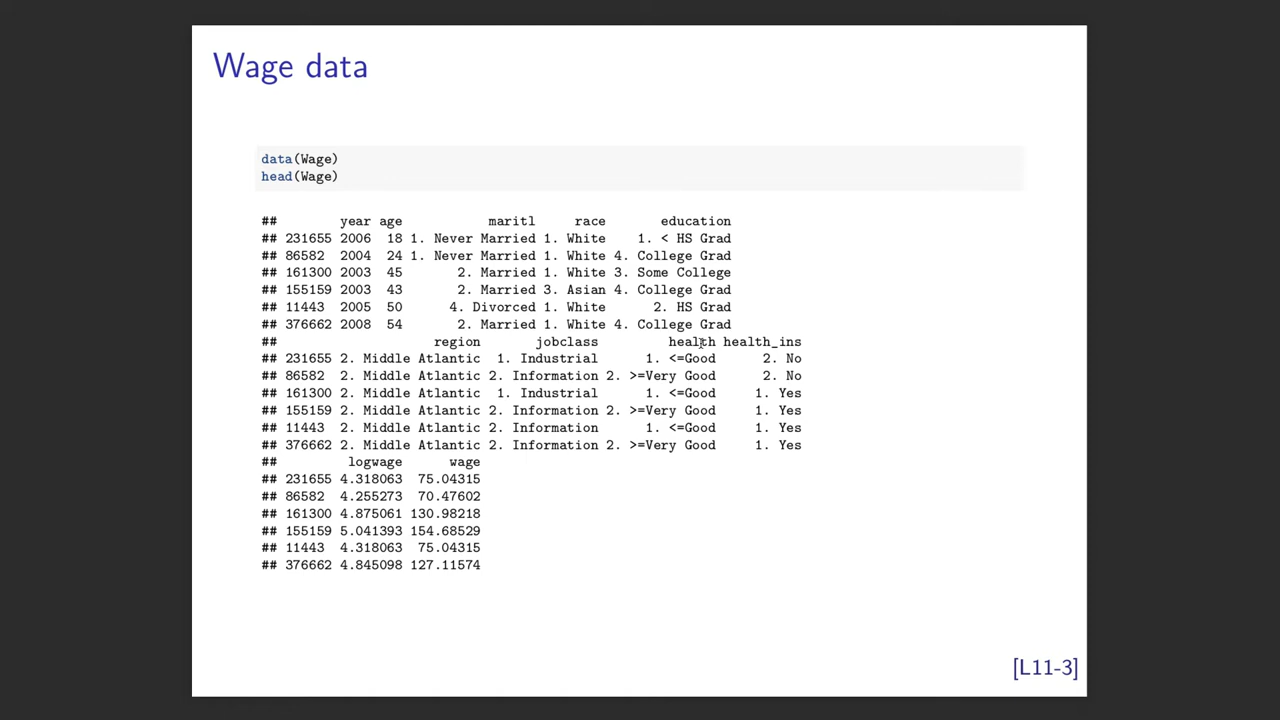 Wage data
data(Wage)
head(Wage)
##        year age           maritl     race       education
## 231655 2006  18 1. Never Married 1. White    1. < HS Grad
## 86582  2004  24 1. Never Married 1. White 4. College Grad
## 161300 2003  45       2. Married 1. White 3. Some College
## 155159 2003  43       2. Married 3. Asian 4. College Grad
## 11443  2005  50      4. Divorced 1. White      2. HS Grad
## 376662 2008  54       2. Married 1. White 4. College Grad
##                    region       jobclass         health health_ins
## 231655 2. Middle Atlantic  1. Industrial      1. <=Good      2. No
## 86582  2. Middle Atlantic 2. Information 2. >=Very Good      2. No
## 161300 2. Middle Atlantic  1. Industrial      1. <=Good     1. Yes
## 155159 2. Middle Atlantic 2. Information 2. >=Very Good     1. Yes
## 11443  2. Middle Atlantic 2. Information      1. <=Good     1. Yes
## 376662 2. Middle Atlantic 2. Information 2. >=Very Good     1. Yes
##         logwage      wage
## 231655 4.318063  75.04315
## 86582  4.255273  70.47602
## 161300 4.875061 130.98218
## 155159 5.041393 154.68529
## 11443  4.318063  75.04315
## 376662 4.845098 127.11574
[L11-3]